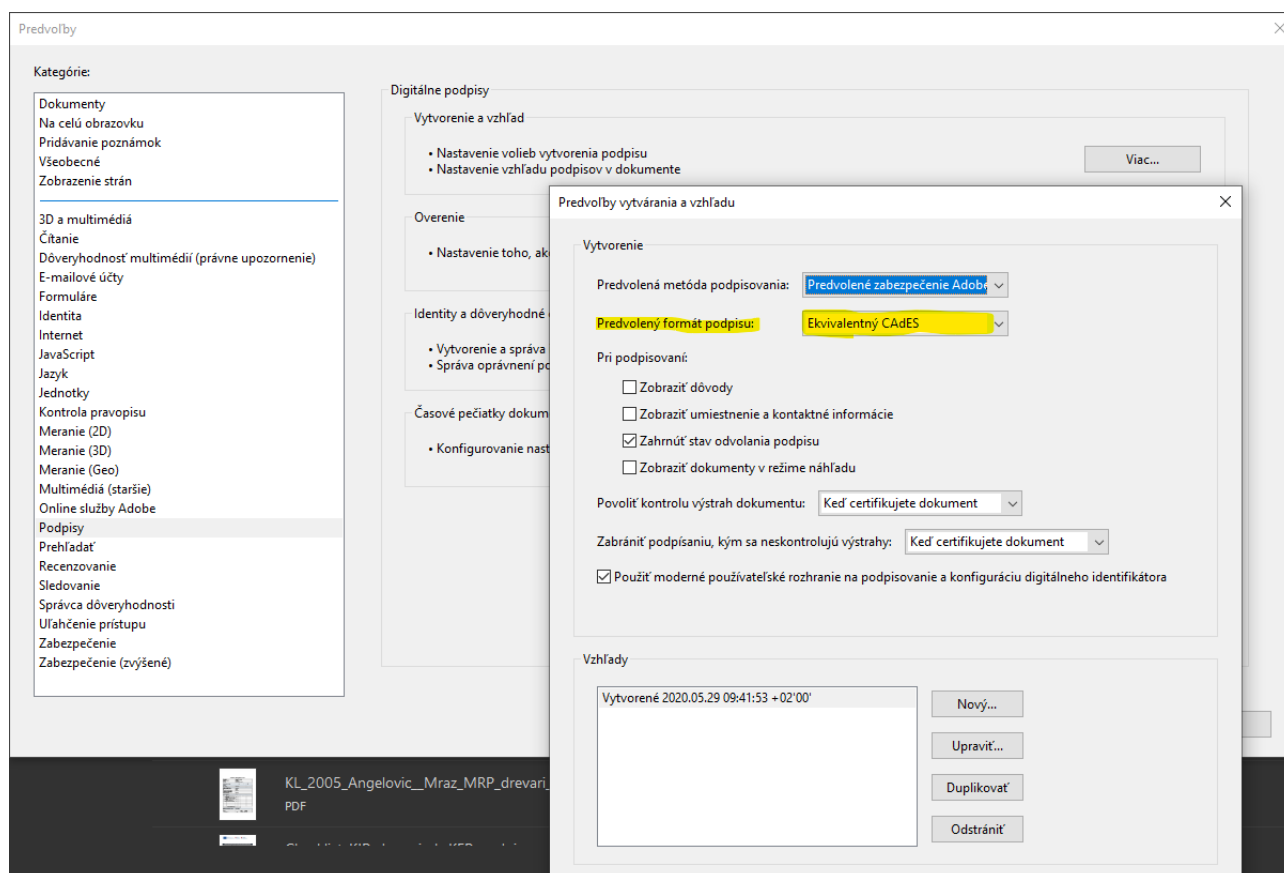 Predvoľby
Kategórie:
Dokumenty
Na celú obrazovku
Pridávanie poznámok
Všeobecné
Zobrazenie strán
3D a multimédiá
Čítanie
Dôveryhodnosť multimédií (právne upozornenie)
E-mailové účty
Formuláre
Identita
Internet
JavaScript
Jazyk
Jednotky
Kontrola pravopisu
Meranie (2D)
Meranie (3D)
Meranie (Geo)
Multimédiá (staršie)
Online služby Adobe
Podpisy
Prehľadať
Recenzovanie
Sledovanie
Správca dôveryhodnosti
Uľahčenie prístupu
Zabezpečenie
Zabezpečenie (zvýšené)
Digitálne podpisy
Vytvorenie a vzhľad
• Nastavenie volieb vytvorenia podpisu
• Nastavenie vzhľadu podpisov v dokumente
Viac...
Overenie
• Nastavenie toho, ak
Identity a dôveryhodné
• Vytvorenie a správa
• Správa oprávnení po
Časové pečiatky dokum
• Konfigurovanie nast
Predvoľby vytvárania a vzhľadu
Vytvorenie
Predvolená metóda podpisovania: Predvolené zabezpečenie Adobe
Predvolený formát podpisu: Ekvivalentný CAdES
Pri podpisovaní:
Zobraziť dôvody
Zobraziť umiestnenie a kontaktné informácie
Zahrnúť stav odvolania podpisu
Zobraziť dokumenty v režime náhľadu
Povoliť kontrolu výstrah dokumentu: Keď certifikujete dokument
Zabrániť podpísaniu, kým sa neskontrolujú výstrahy: Keď certifikujete dokument
Použiť moderné používateľské rozhranie na podpisovanie a konfiguráciu digitálneho identifikátora
Vzhľady
Vytvorené 2020.05.29 09:41:53 +02'00'
Nový...
Upraviť...
Duplikovať
Odstrániť
KL_2005_Angelovic__Mraz_MRP_drevari_
PDF